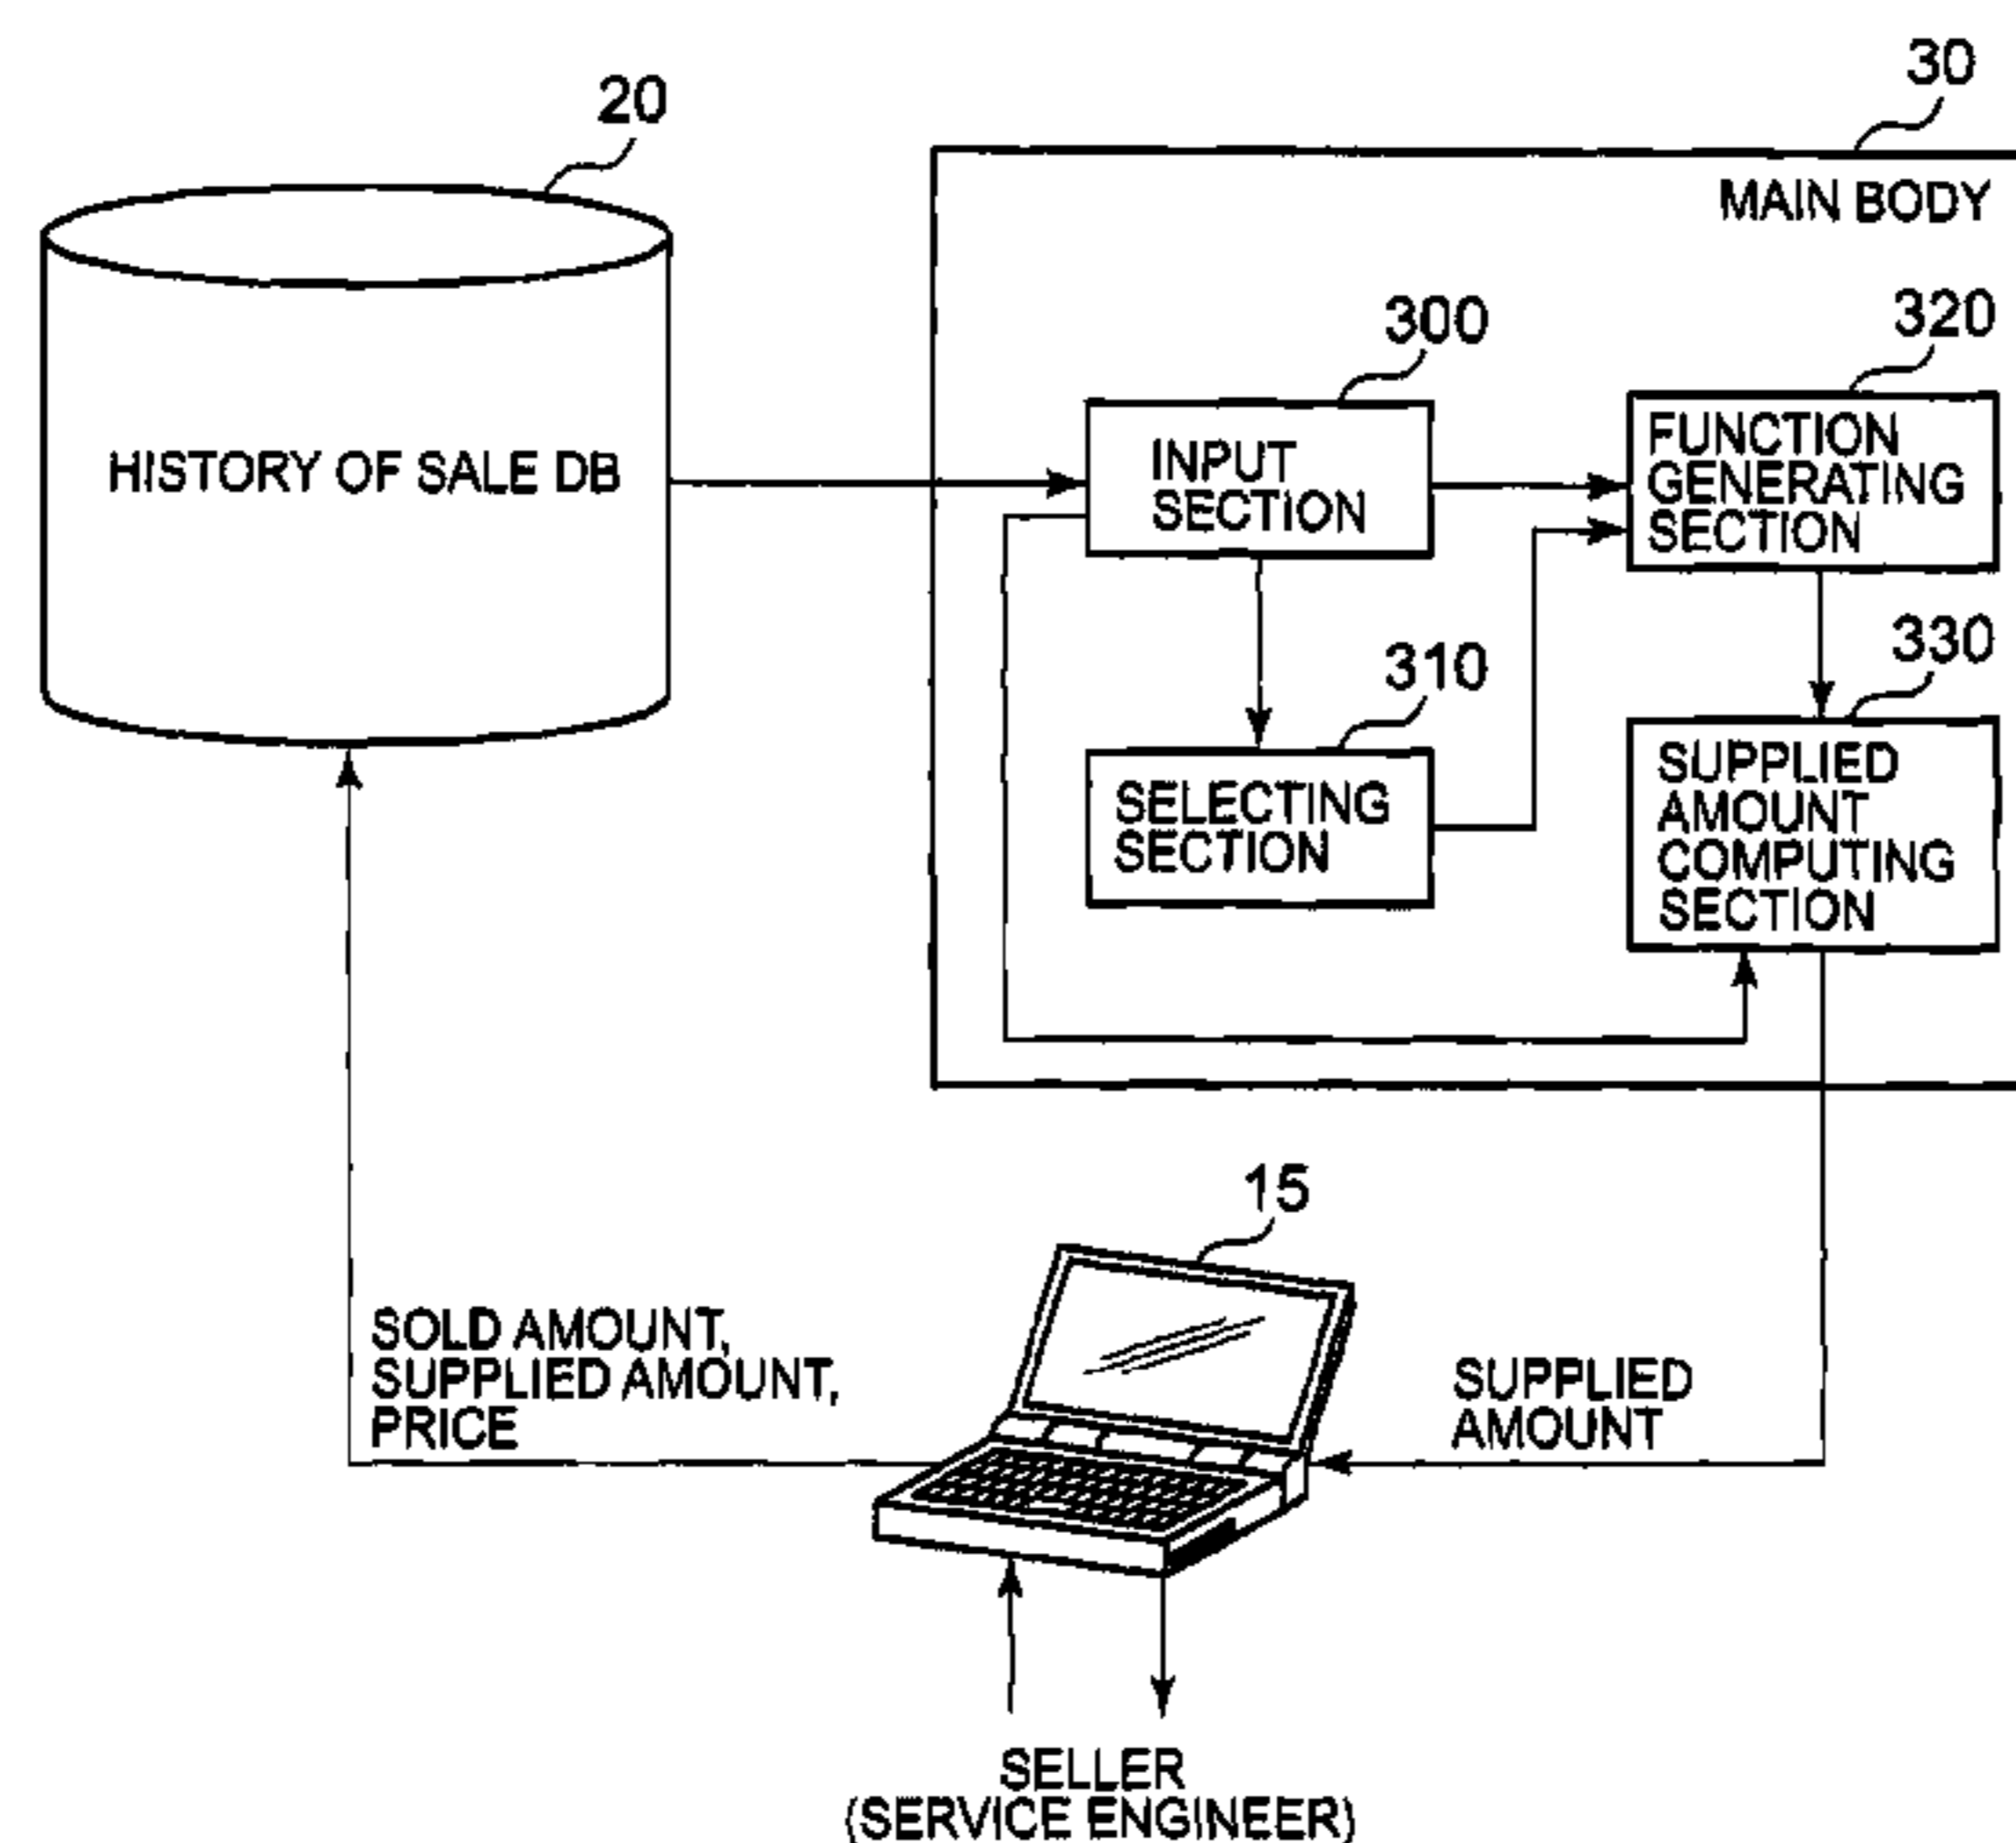 30
20
MAIN BODY
300
320
HISTORY OF SALE DB
INPUT
SECTION
FUNCTION
GENERATING
SECTION
310
330
SELECTING
SECTION
SUPPLIED
AMOUNT
COMPUTING
SECTION
15
SOLD AMOUNT,
SUPPLIED AMOUNT,
PRICE
SUPPLIED
AMOUNT
SELLER
(SERVICE ENGINEER)